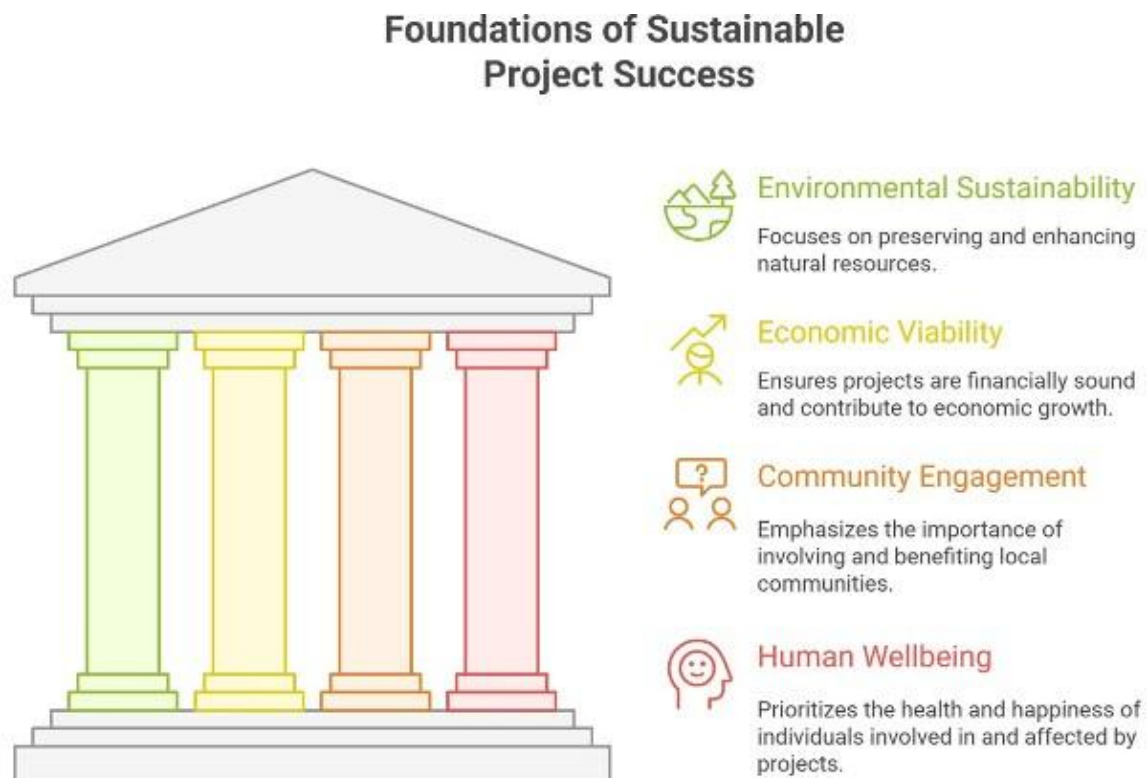 Foundations of Sustainable
Project Success
Environmental Sustainability
Focuses on preserving and enhancing
natural resources.
Economic Viability
Ensures projects are financially sound
and contribute to economic growth.
?
Community Engagement
Emphasizes the importance of
involving and benefiting local
communities.
Human Wellbeing
Prioritizes the health and happiness of
individuals involved in and affected by
projects.